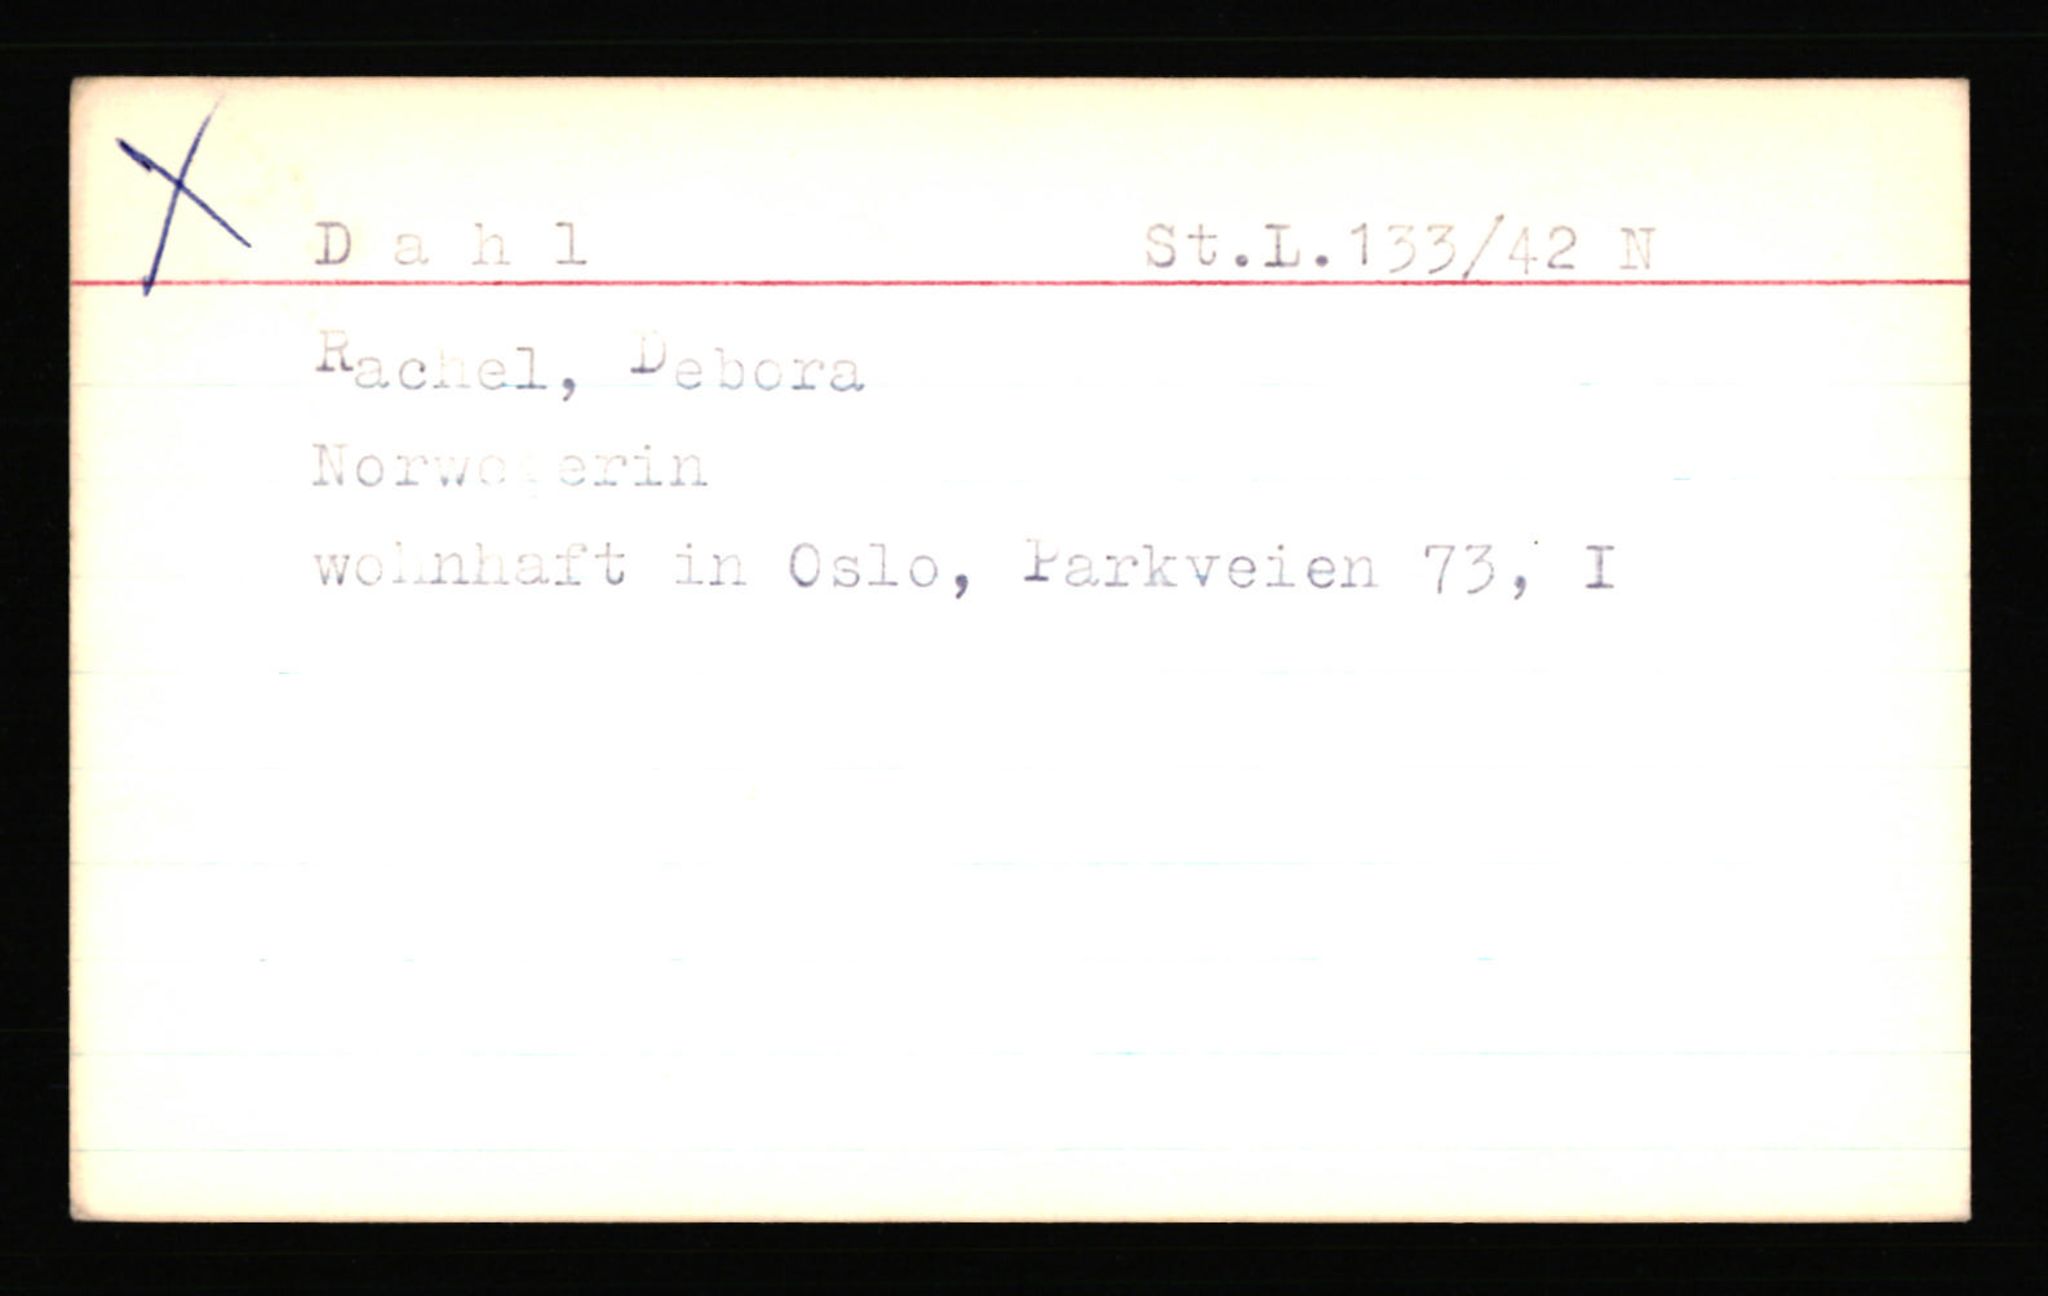 D a h l St.L.133/42 N
Rachel, Debora
Norwegerin
wohnhaft in Oslo, Parkveien 73, I